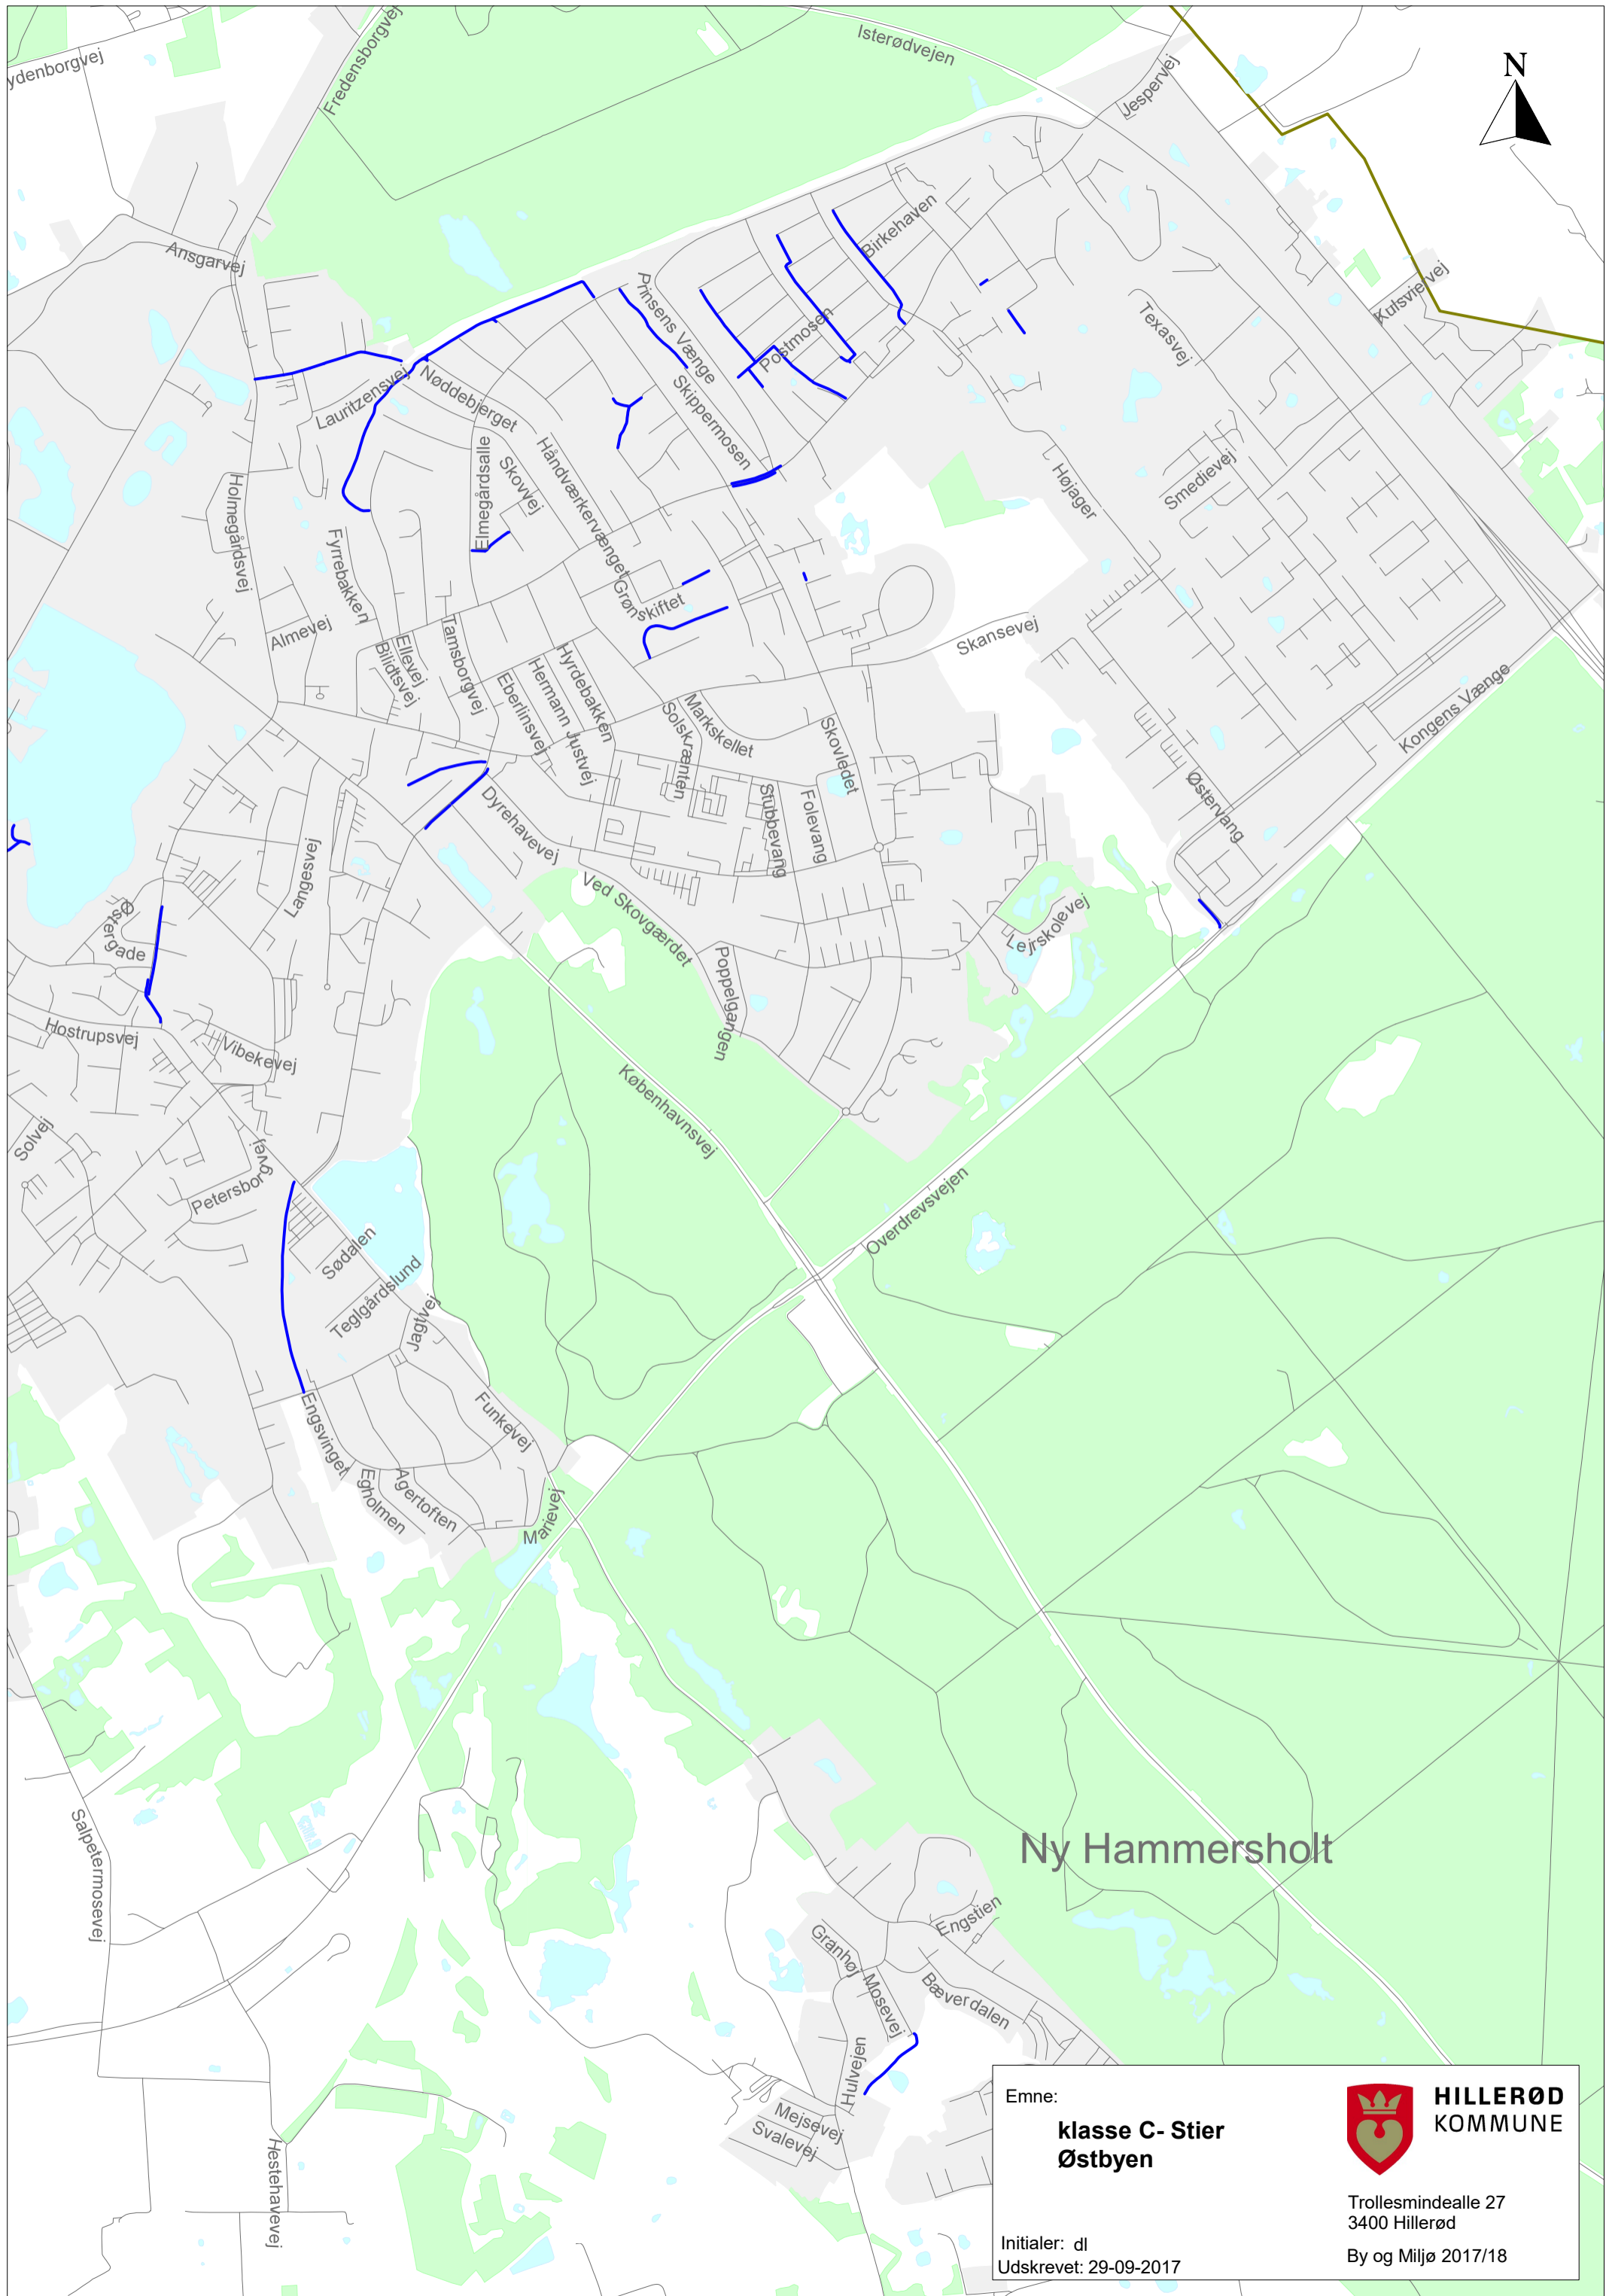 Isterødvejen
ydenborgvej
Fredensborgvej
Jespervej
N
Ansgarvej
Birkehaven
Kulsviervej
Prinsens Vænge
Texasvej
Postmosen
Lauritzensvej
Nøddebjerget
Skippermosen
Elmegårdsalle
Skovvej
Håndværkervænget
Højager
Smedievej
Holmegårdsvej
Fyrrebakken
Grønskiftet
Almevej
Ellevej
Bilidtsvej
Tamsborgvej
Skansevej
Eberlinsvej
Hermann Justvej
Hyrdebakken
Solskrænten
Markskellet
Skovledet
Kongens Vænge
Østervang
Dyrehavevej
Stubbevang
Folevang
Langesvej
Ved Skovgærdet
Østergade
Lejrskolevej
Poppelgangen
Hostrupsvej
Vibekevej
Københavnsvej
Solvej
Petersborgvej
Overdrevsvejen
Sødalen
Teglgårdslund
Jagtvej
Funkevej
Engsvinget
Egholmen
Agertoften
Marievej
Salpetermosevej
Ny Hammersholt
Engstien
Granhøj
Mosevej
Bæverdalen
Hulvejen
Mejsevej
Svalevej
Hestehavevej
Emne:
klasse C- Stier
Østbyen
HILLERØD
KOMMUNE
Trollesmindealle 27
3400 Hillerød
Initialer: dl
Udskrevet: 29-09-2017
By og Miljø 2017/18